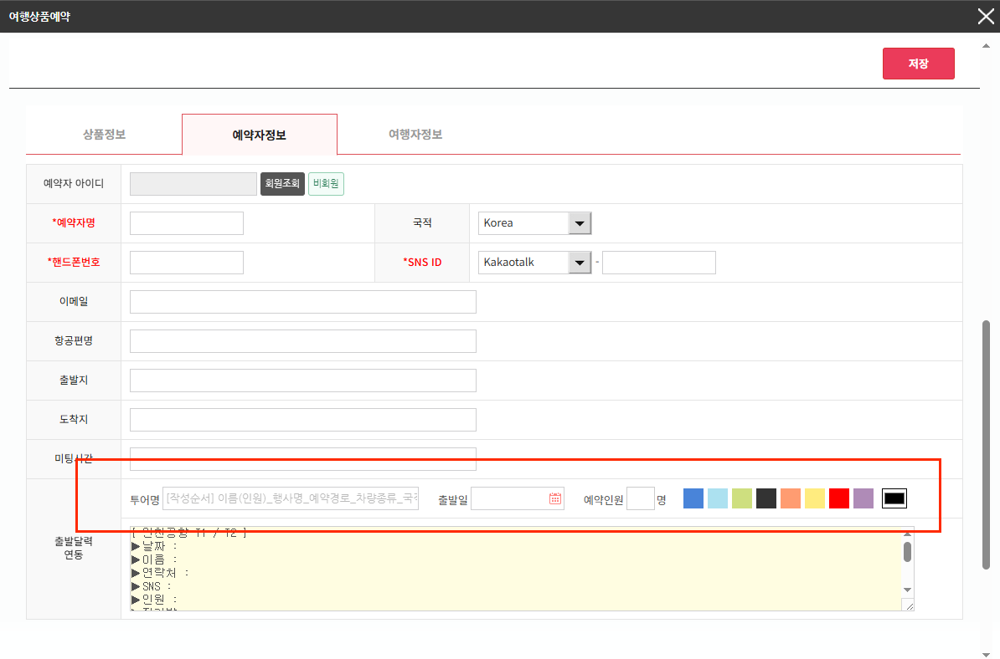 여행상품예약
저장
상품정보 예약자정보 여행자정보
예약자 아이디 회원조회 비회원
*예약자명 국적 Korea
*핸드폰번호 *SNS ID Kakaotalk -
이메일
항공편명
출발지
도착지
미팅시간
투어명 [작성순서] 이름(인원)_행사명_예약경로_차량종류_국적 출발일 예약인원 명
출발달력
연동
[ 인천공항 T1 / T2 ]
▶날짜 :
▶이름 :
▶연락처 :
▶SNS :
▶인원 :